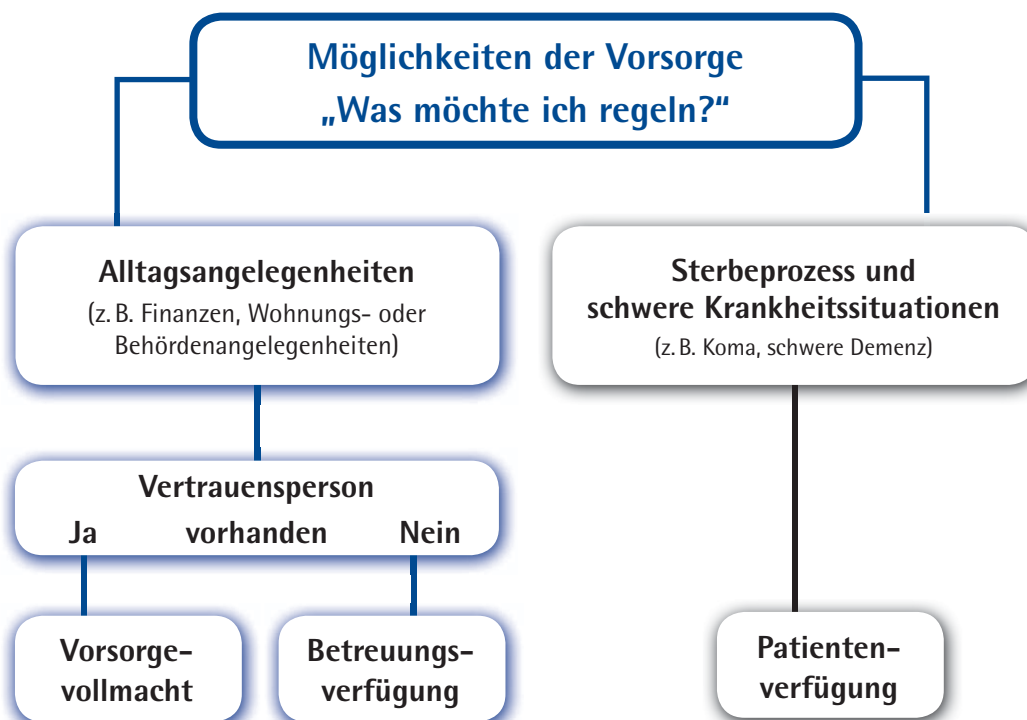 Möglichkeiten der Vorsorge
„Was möchte ich regeln?“
Alltagsangelegenheiten
(z. B. Finanzen, Wohnungs- oder
Behördenangelegenheiten)
Sterbeprozess und
schwere Krankheitssituationen
(z. B. Koma, schwere Demenz)
Vertrauensperson
Ja vorhanden Nein
Vorsorge-
vollmacht
Betreuungs-
verfügung
Patienten-
verfügung